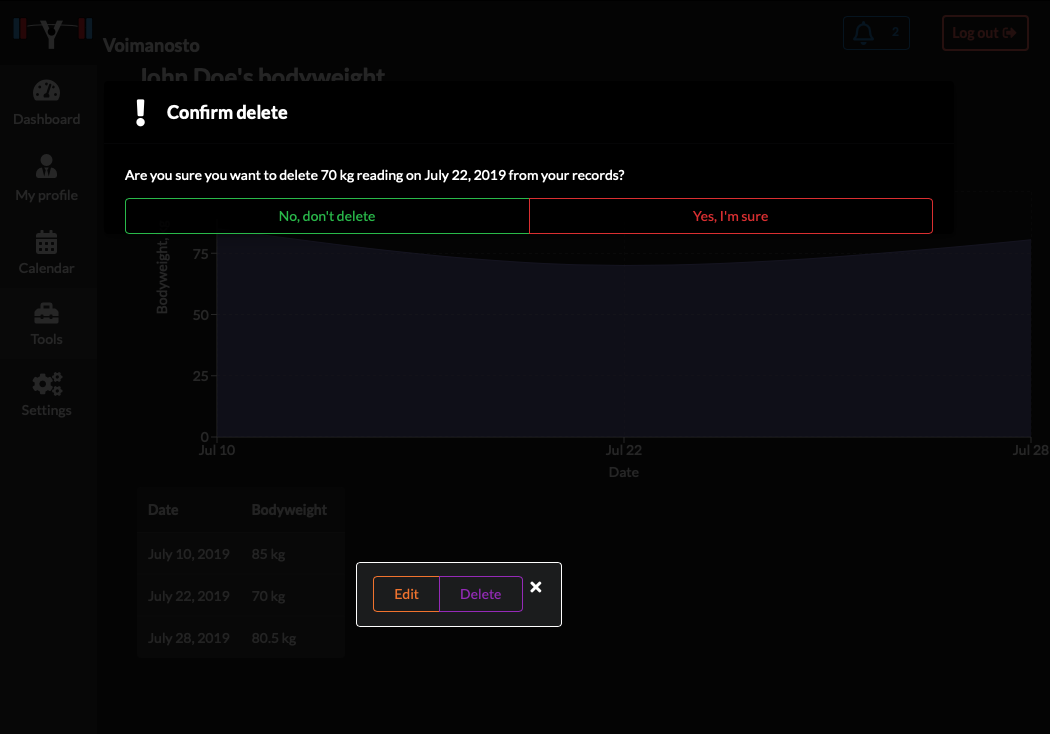 Voimanosto
2
Log out
John Doe's bodyweight
Dashboard
My profile
Calendar
Tools
Settings
Confirm delete
Are you sure you want to delete 70 kg reading on July 22, 2019 from your records?
No, don't delete
Yes, I'm sure
Bodyweight,
75
50
25
0
Jul 10
Jul 22
Jul 28
Date
Date Bodyweight
July 10, 2019 85 kg
July 22, 2019 70 kg
July 28, 2019 80.5 kg
Edit
Delete